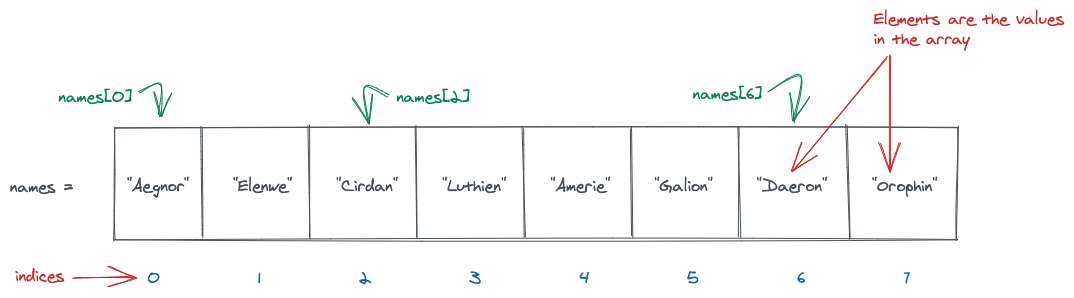 Elements are the values
in the array
names[0]
names[2]
names[6]
names = "Aegnor" "Elenwe" "Cirdan" "Luthien" "Amerie" "Galion" "Daeron" "Orophin"
indices 0 1 2 3 4 5 6 7